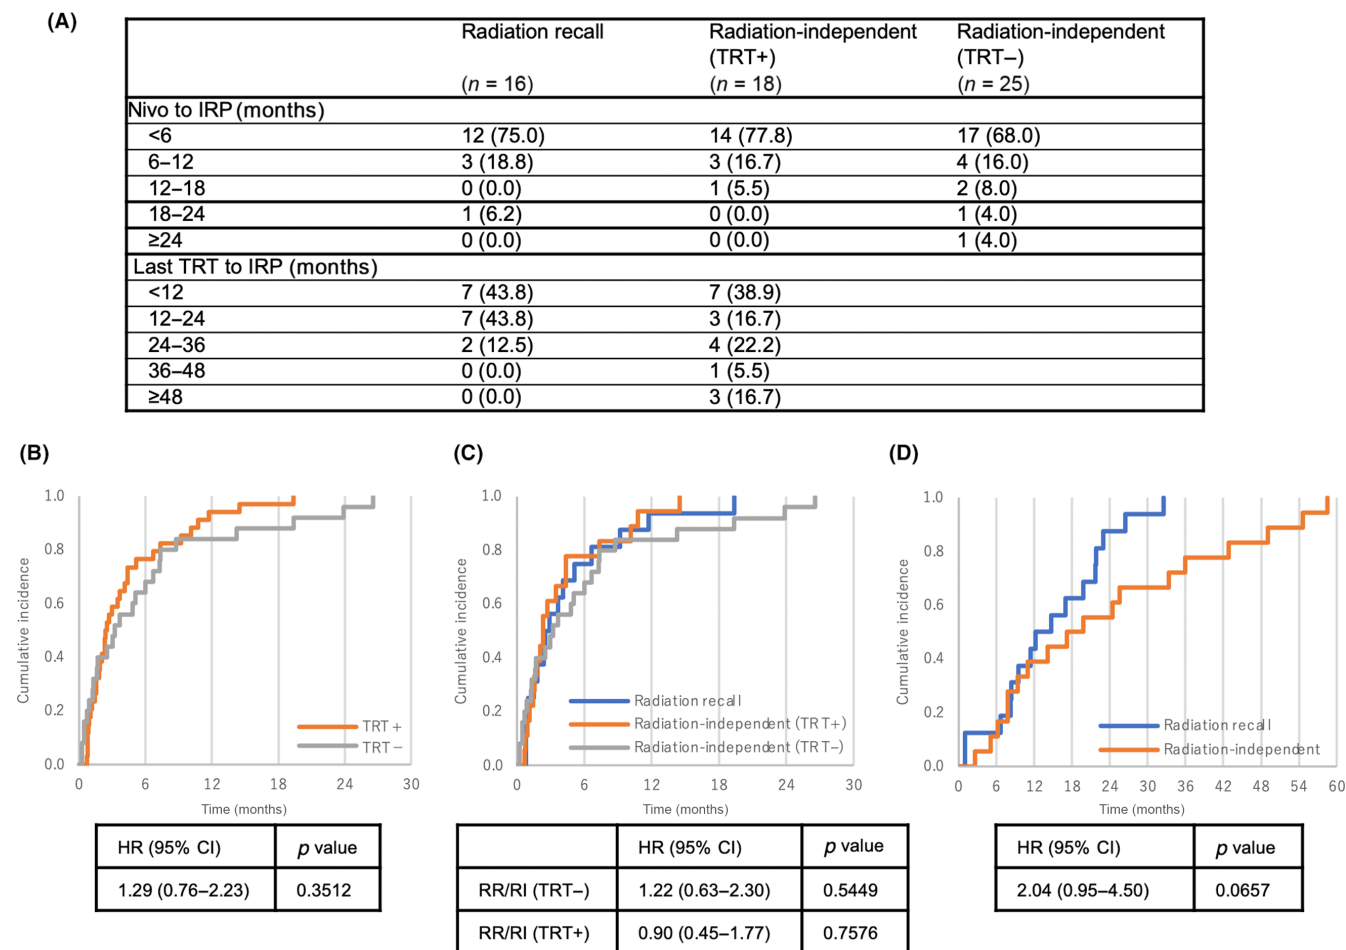 (A)
Radiation recall Radiation-independent Radiation-independent
(TRT+) (TRT–)
(n = 16) (n = 18) (n = 25)
Nivo to IRP (months)
<6 12 (75.0) 14 (77.8) 17 (68.0)
6–12 3 (18.8) 3 (16.7) 4 (16.0)
12–18 0 (0.0) 1 (5.5) 2 (8.0)
18–24 1 (6.2) 0 (0.0) 1 (4.0)
≥24 0 (0.0) 0 (0.0) 1 (4.0)
Last TRT to IRP (months)
<12 7 (43.8) 7 (38.9)
12–24 7 (43.8) 3 (16.7)
24–36 2 (12.5) 4 (22.2)
36–48 0 (0.0) 1 (5.5)
≥48 0 (0.0) 3 (16.7)
(B)
Cumulative incidence
1.0
0.8
0.6
0.4
0.2
0.0
TRT+
TRT–
0 6 12 18 24 30
Time (months)
HR (95% CI) p value
1.29 (0.76–2.23) 0.3512
(C)
Cumulative incidence
1.0
0.8
0.6
0.4
0.2
0.0
Radiation recall
Radiation-independent (TRT+)
Radiation-independent (TRT–)
0 6 12 18 24 30
Time (months)
HR (95% CI) p value
RR/RI (TRT–) 1.22 (0.63–2.30) 0.5449
RR/RI (TRT+) 0.90 (0.45–1.77) 0.7576
(D)
Cumulative incidence
1.0
0.8
0.6
0.4
0.2
0.0
Radiation recall
Radiation-independent
0 6 12 18 24 30 36 42 48 54 60
Time (months)
HR (95% CI) p value
2.04 (0.95–4.50) 0.0657